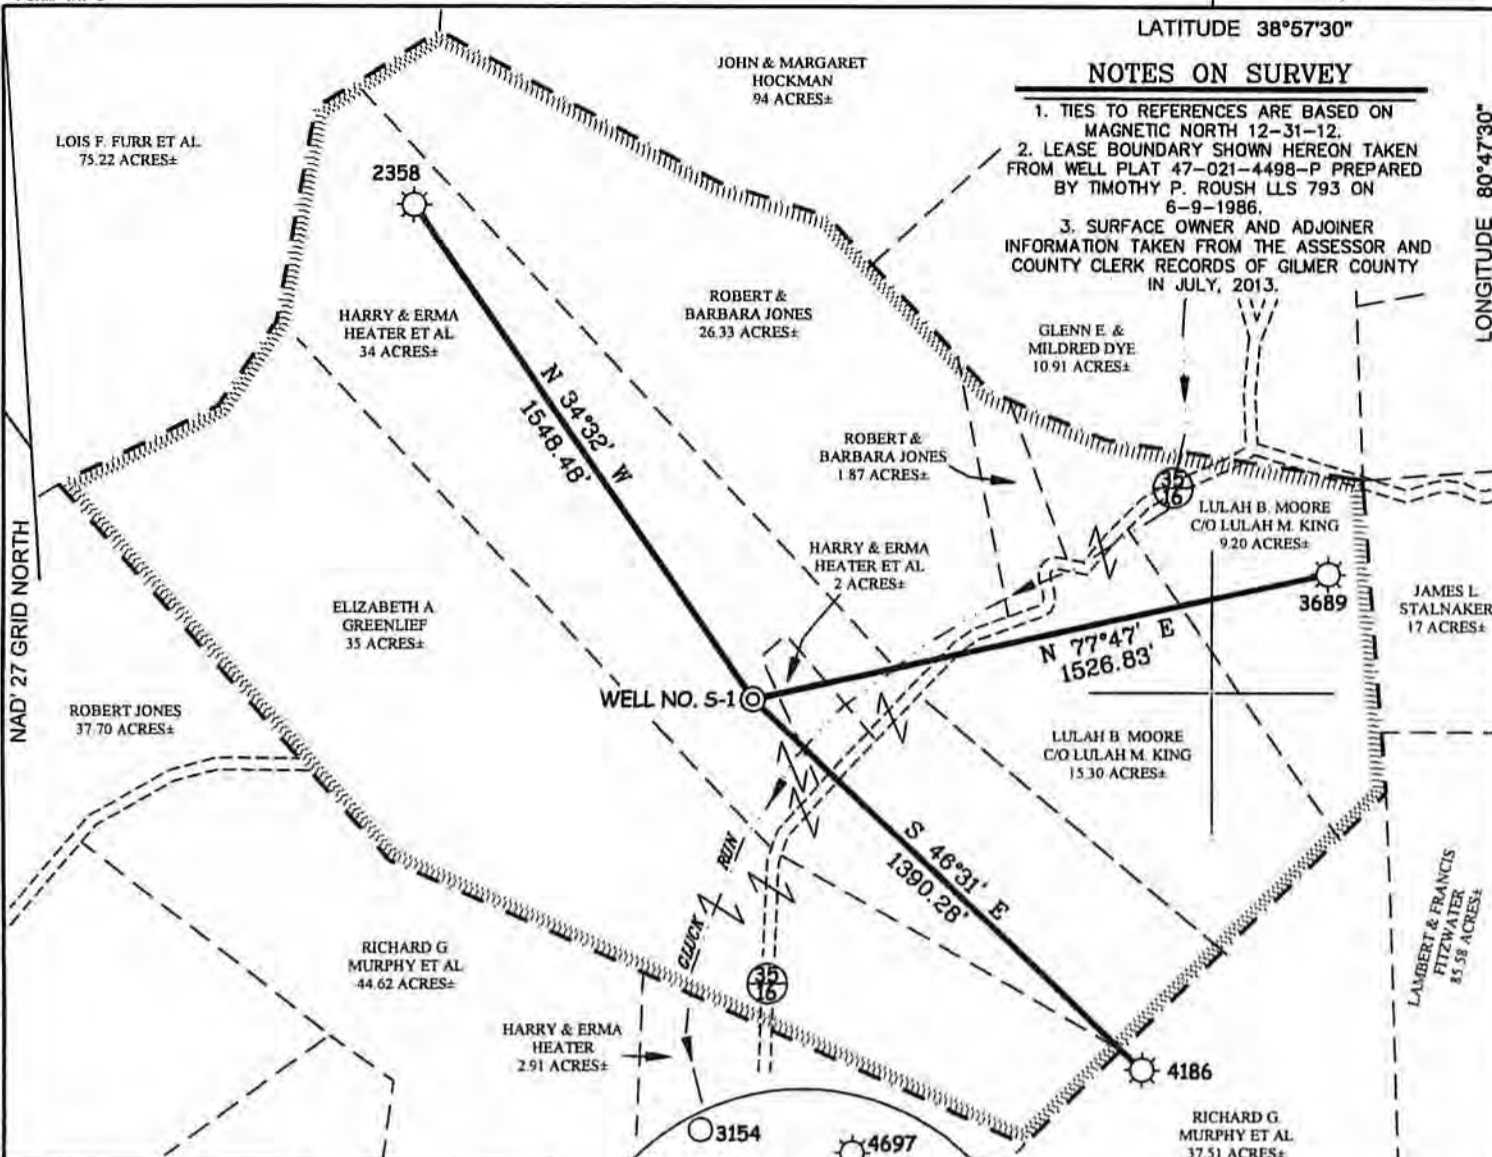 LATITUDE 38°57'30"
NOTES ON SURVEY
1. TIES TO REFERENCES ARE BASED ON
MAGNETIC NORTH 12-31-12.
2. LEASE BOUNDARY SHOWN HEREON TAKEN
FROM WELL PLAT 47-021-4498-P PREPARED
BY TIMOTHY P. ROUSH LLS 793 ON
6-9-1986.
3. SURFACE OWNER AND ADJOINER
INFORMATION TAKEN FROM THE ASSESSOR AND
COUNTY CLERK RECORDS OF GILMER COUNTY
IN JULY, 2013.
LONGITUDE 80°47'30"
JOHN & MARGARET
HOCKMAN
94 ACRES±
LOIS F. FURR ET AL
75.22 ACRES±
2358
HARRY & ERMA
HEATER ET AL
34 ACRES±
ROBERT &
BARBARA JONES
26.33 ACRES±
GLENN E. &
MILDRED DYE
10.91 ACRES±
N 34°32' W
1548.48'
ROBERT &
BARBARA JONES
1.87 ACRES±
35
16
LULAH B. MOORE
C/O LULAH M. KING
9.20 ACRES±
HARRY & ERMA
HEATER ET AL
2 ACRES±
3689
JAMES L.
STALNAKER
17 ACRES±
ELIZABETH A.
GREENLIEF
35 ACRES±
NAD' 27 GRID NORTH
N 77°47' E
1526.83'
WELL NO. S-1
ROBERT JONES
37.70 ACRES±
LULAH B. MOORE
C/O LULAH M. KING
15.30 ACRES±
S 46°31' E
1390.28'
CLUCK RUN
LAMBERT & FRANCIS
FITZWATER
85.58 ACRES±
RICHARD G.
MURPHY ET AL
44.62 ACRES±
35
16
HARRY & ERMA
HEATER
2.91 ACRES±
4186
3154
4697
RICHARD G.
MURPHY ET AL
37.51 ACRES±